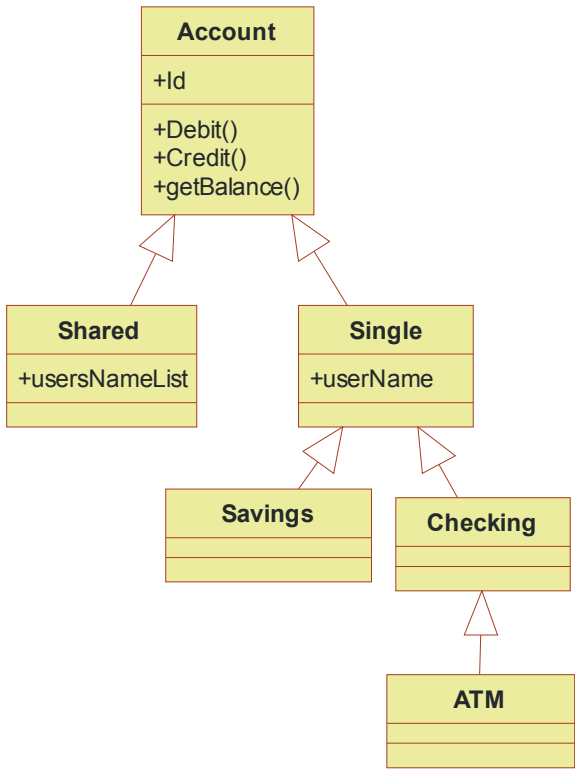 Account
+Id
+Debit()
+Credit()
+getBalance()
Shared
+usersNameList
Single
+userName
Savings
Checking
ATM